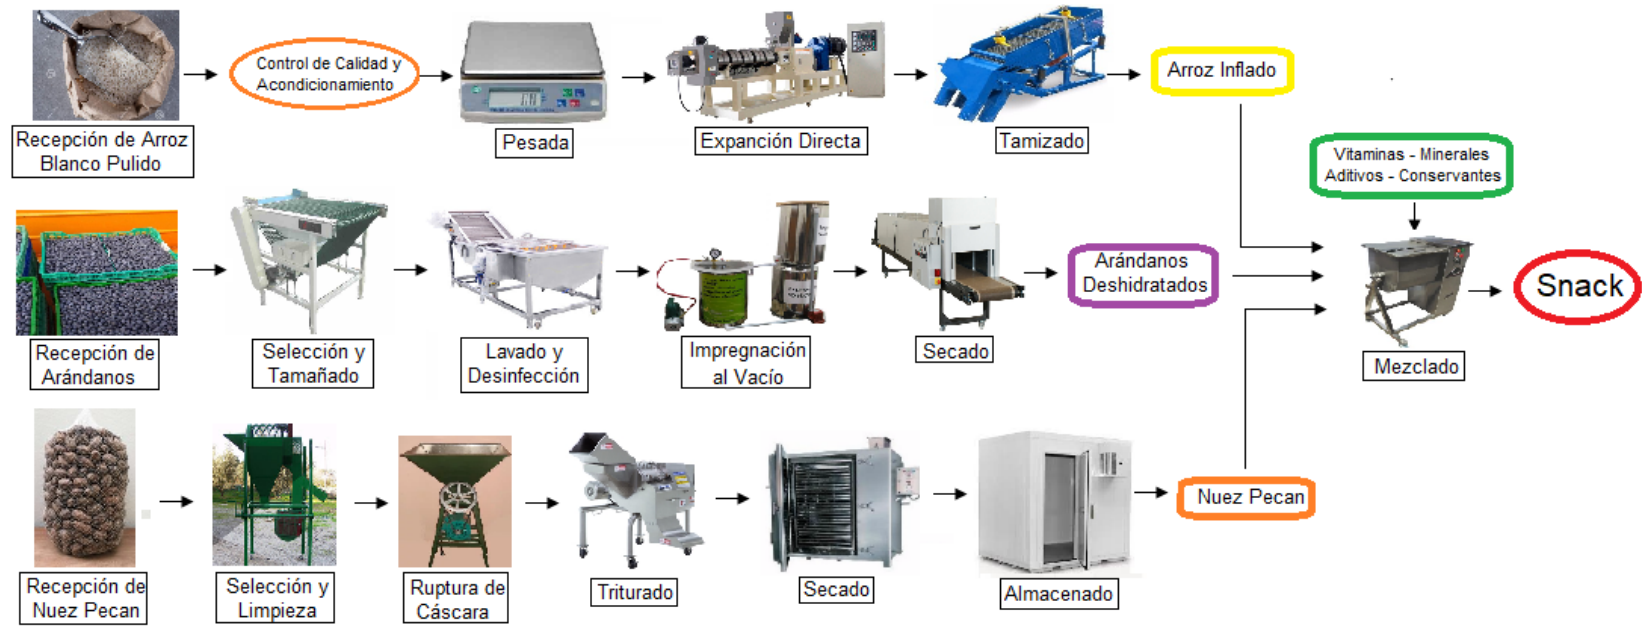 Control de Calidad y
Acondicionamiento
Arroz Inflado
Recepción de Arroz
Blanco Pulido
Pesada
Expanción Directa
Tamizado
Vitaminas - Minerales
Aditivos - Conservantes
Arándanos
Deshidratados
Snack
Recepción de
Arándanos
Selección y
Tamañado
Lavado y
Desinfección
Impregnación
al Vacío
Secado
Mezclado
Nuez Pecan
Recepción de
Nuez Pecan
Selección y
Limpieza
Ruptura de
Cáscara
Triturado
Secado
Almacenado